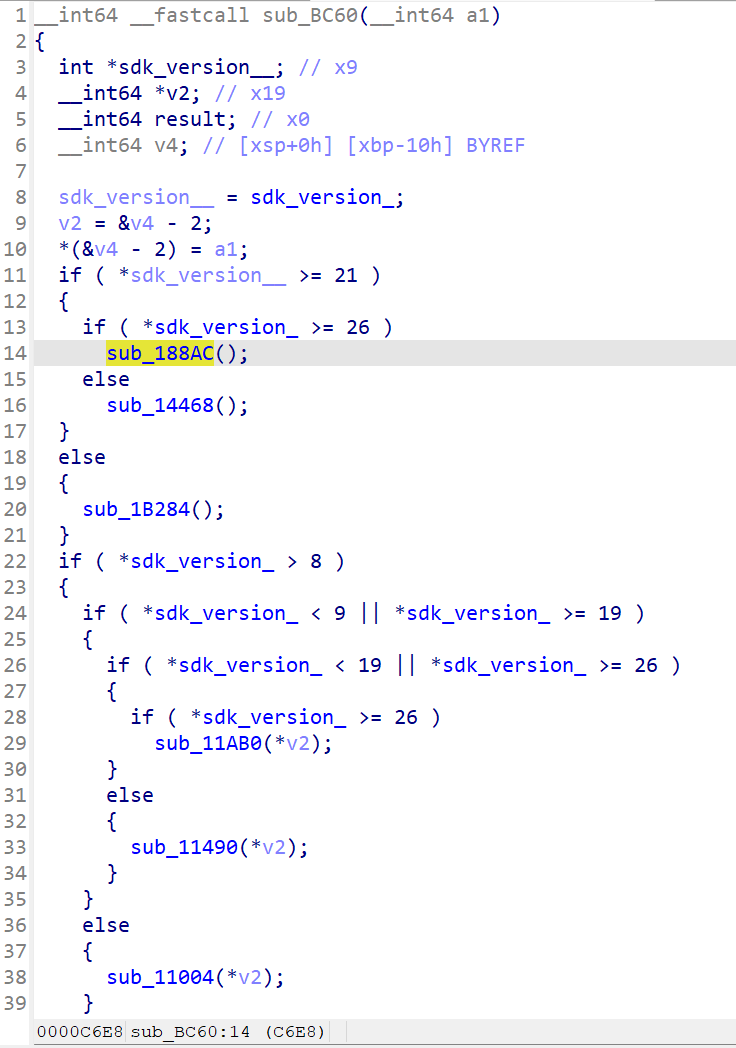 1 __int64 __fastcall sub_BC60(__int64 a1)
2 {
3   int *sdk_version__; // x9
4   __int64 *v2; // x19
5   __int64 result; // x0
6   __int64 v4; // [xsp+0h] [xbp-10h] BYREF
7
8   sdk_version__ = sdk_version_;
9   v2 = &v4 - 2;
10   *(&v4 - 2) = a1;
11   if ( *sdk_version__ >= 21 )
12   {
13     if ( *sdk_version_ >= 26 )
14       sub_188AC();
15     else
16       sub_14468();
17   }
18   else
19   {
20     sub_1B284();
21   }
22   if ( *sdk_version_ > 8 )
23   {
24     if ( *sdk_version_ < 9 || *sdk_version_ >= 19 )
25     {
26       if ( *sdk_version_ < 19 || *sdk_version_ >= 26 )
27       {
28         if ( *sdk_version_ >= 26 )
29           sub_11AB0(*v2);
30       }
31       else
32       {
33         sub_11490(*v2);
34       }
35     }
36     else
37     {
38       sub_11004(*v2);
39     }
0000C6E8 sub_BC60:14 (C6E8)